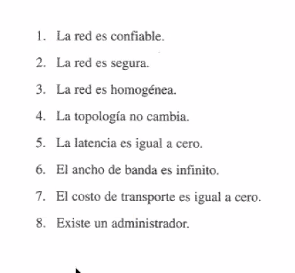 1. La red es confiable.
2. La red es segura.
3. La red es homogénea.
4. La topología no cambia.
5. La latencia es igual a cero.
6. El ancho de banda es infinito.
7. El costo de transporte es igual a cero.
8. Existe un administrador.